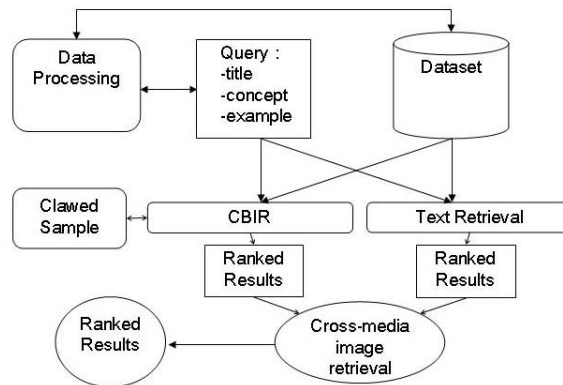 Data
Processing
Query :
-title
-concept
-example
Dataset
Clawed
Sample
CBIR
Text Retrieval
Ranked
Results
Ranked
Results
Ranked
Results
Cross-media
image
retrieval